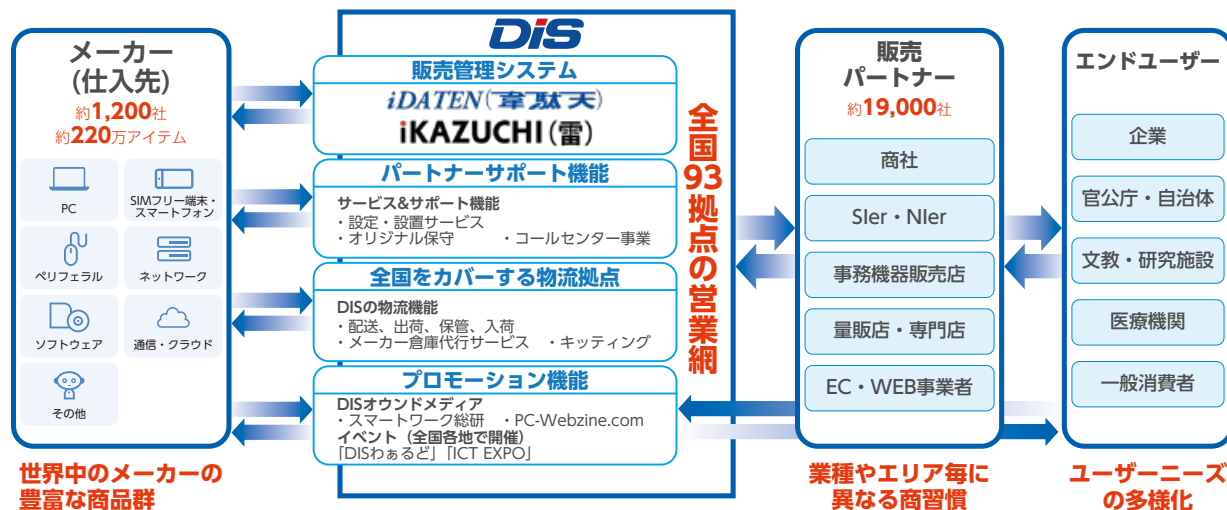 メーカー
(仕入先)
約1,200社
約220万アイテム
PC
SIMフリー端末・
スマートフォン
ペリフェラル
ネットワーク
ソフトウェア
通信・クラウド
その他
世界中のメーカーの
豊富な商品群
DiS
販売管理システム
iDATEN(韋駄天)
iKAZUCHI(雷)
パートナーサポート機能
サービス&サポート機能
・設定・設置サービス
・オリジナル保守 ・コールセンター事業
全国をカバーする物流拠点
DISの物流機能
・配送、出荷、保管、入荷
・メーカー倉庫代行サービス ・キッティング
プロモーション機能
DISオウンドメディア
・スマートワーク総研 ・PC-Webzine.com
イベント（全国各地で開催）
「DISわぁるど」「ICT EXPO」
全国93拠点の営業網
販売
パートナー
約19,000社
商社
SIer・NIer
事務機器販売店
量販店・専門店
EC・WEB事業者
業種やエリア毎に
異なる商習慣
エンドユーザー
企業
官公庁・自治体
文教・研究施設
医療機関
一般消費者
ユーザーニーズ
の多様化